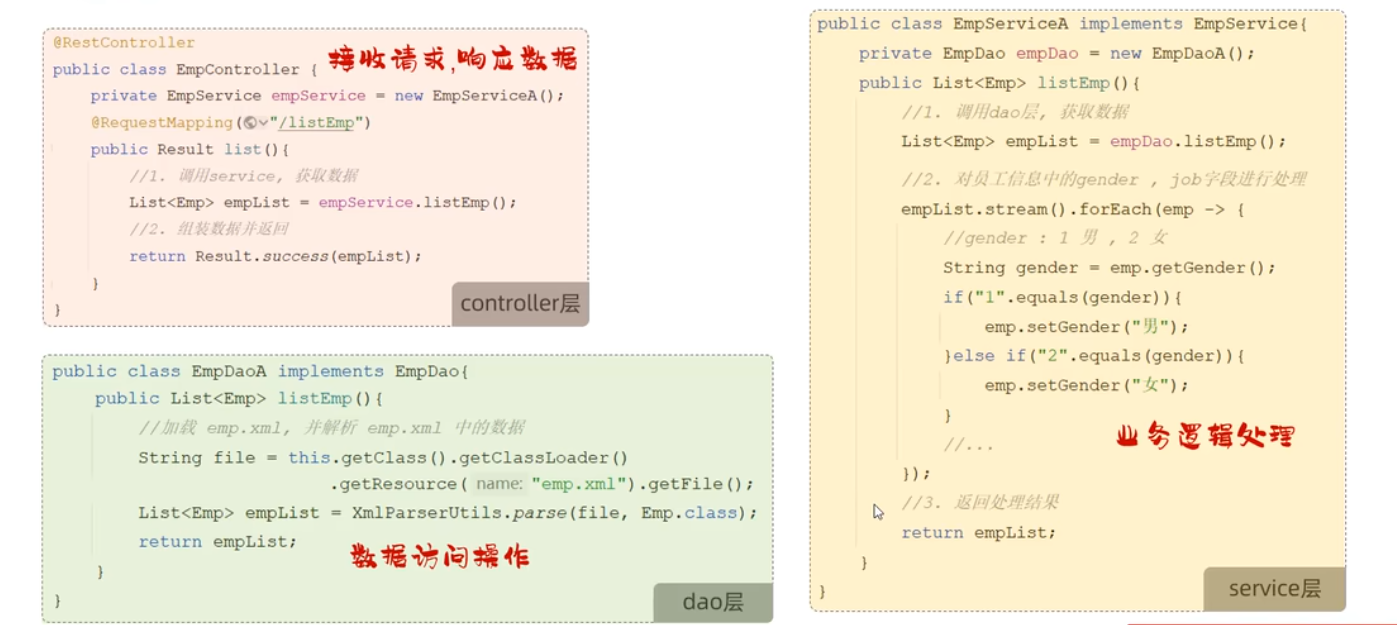 @RestController
public class EmpController {
接收请求,响应数据
private EmpService empService = new EmpServiceA();
@RequestMapping("/listEmp")
public Result list(){
//1. 调用service, 获取数据
List<Emp> empList = empService.listEmp();
//2. 组装数据并返回
return Result.success(empList);
}
}
controller层
public class EmpDaoA implements EmpDao{
public List<Emp> listEmp(){
//加载 emp.xml, 并解析 emp.xml 中的数据
String file = this.getClass().getClassLoader()
.getResource( name: "emp.xml").getFile();
List<Emp> empList = XmlParserUtils.parse(file, Emp.class);
return empList;
数据访问操作
}
}
dao层
public class EmpServiceA implements EmpService{
private EmpDao empDao = new EmpDaoA();
public List<Emp> listEmp(){
//1. 调用dao层, 获取数据
List<Emp> empList = empDao.listEmp();
//2. 对员工信息中的gender , job字段进行处理
empList.stream().forEach(emp -> {
//gender : 1 男 , 2 女
String gender = emp.getGender();
if("1".equals(gender)){
emp.setGender("男");
}else if("2".equals(gender)){
emp.setGender("女");
}
业务逻辑处理
//...
});
//3. 返回处理结果
return empList;
}
}
service层